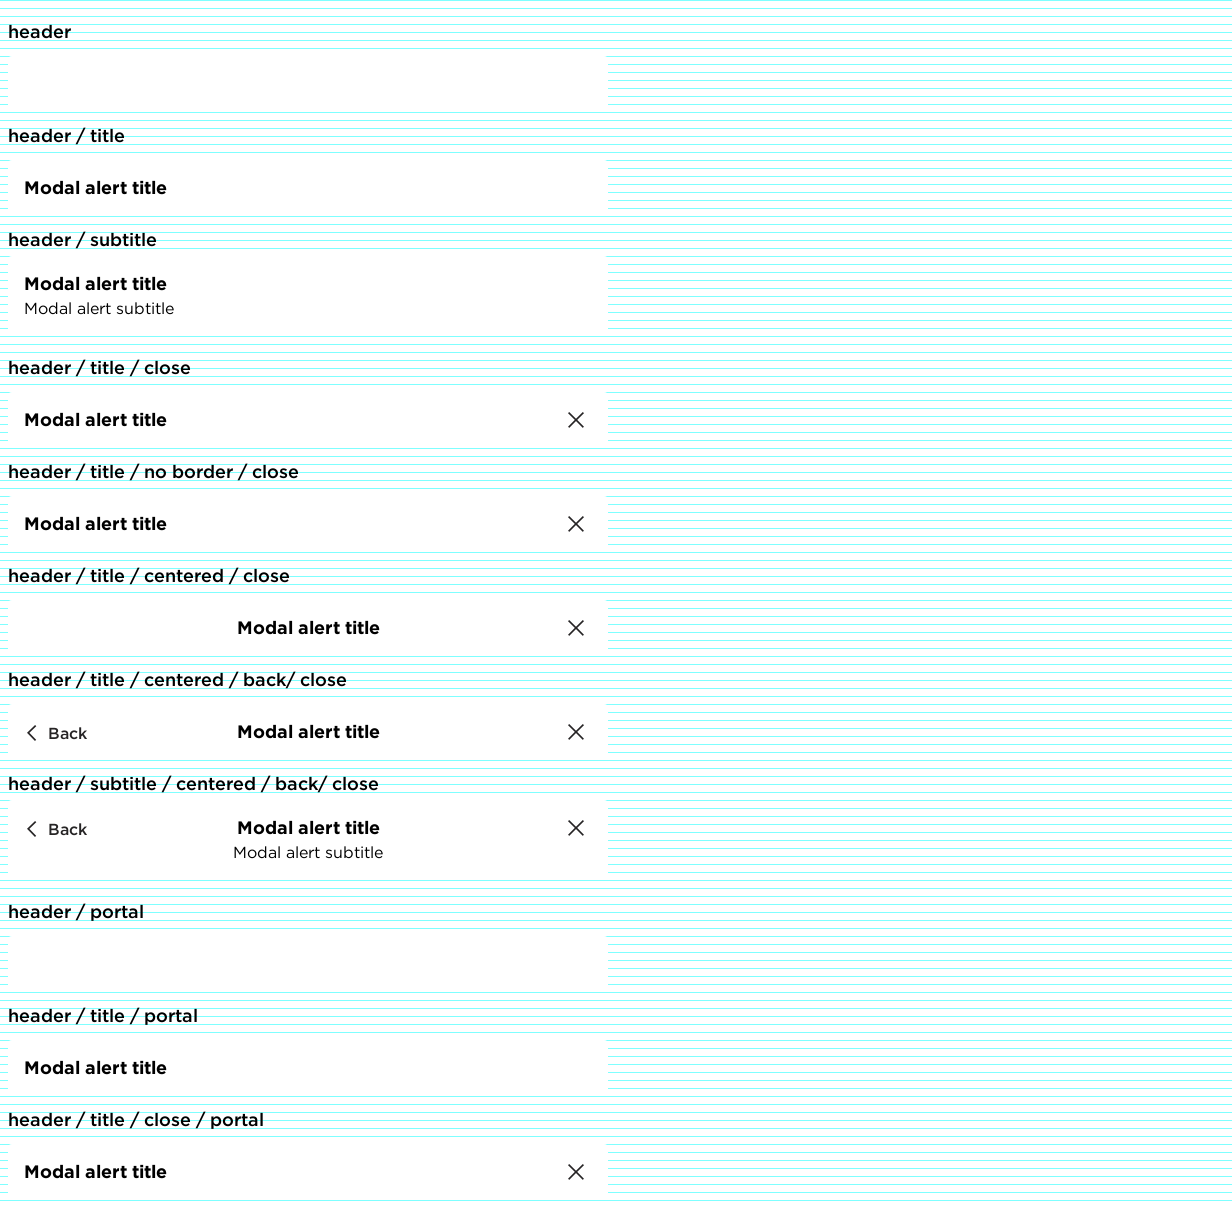 header
header / title
Modal alert title
header / subtitle
Modal alert title
Modal alert subtitle
header / title / close
Modal alert title
header / title / no border / close
Modal alert title
header / title / centered / close
Modal alert title
header / title / centered / back/ close
Back Modal alert title
header / subtitle / centered / back/ close
Back Modal alert title
Modal alert subtitle
header / portal
header / title / portal
Modal alert title
header / title / close / portal
Modal alert title